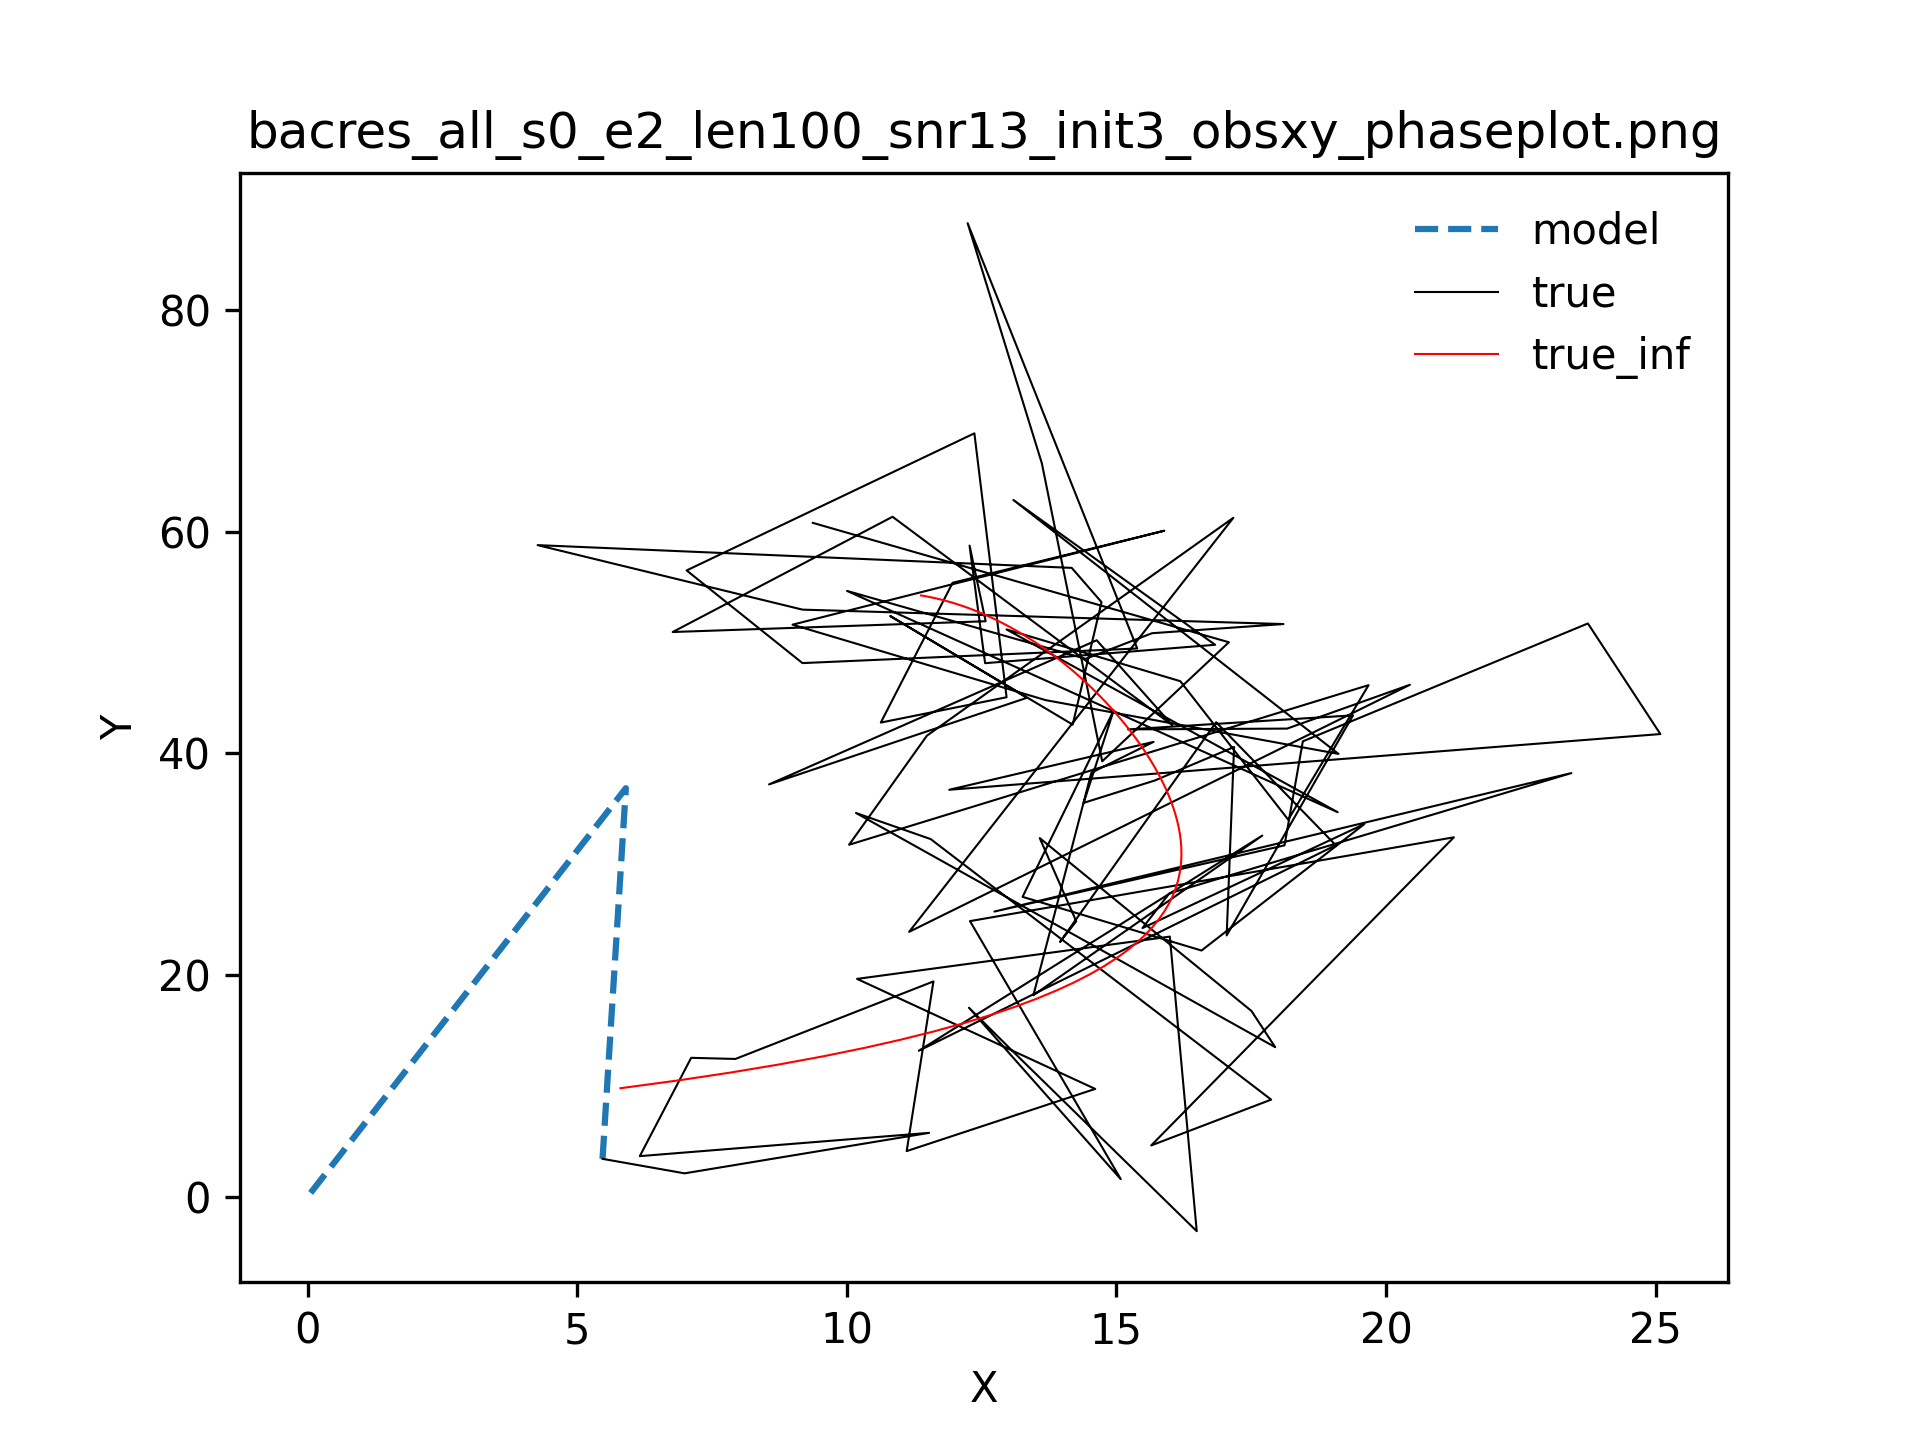 bacres_all_s0_e2_len100_snr13_init3_obsxy_phaseplot.png
model
true
true_inf
80
60
40
20
0
Y
0 5 10 15 20 25
X